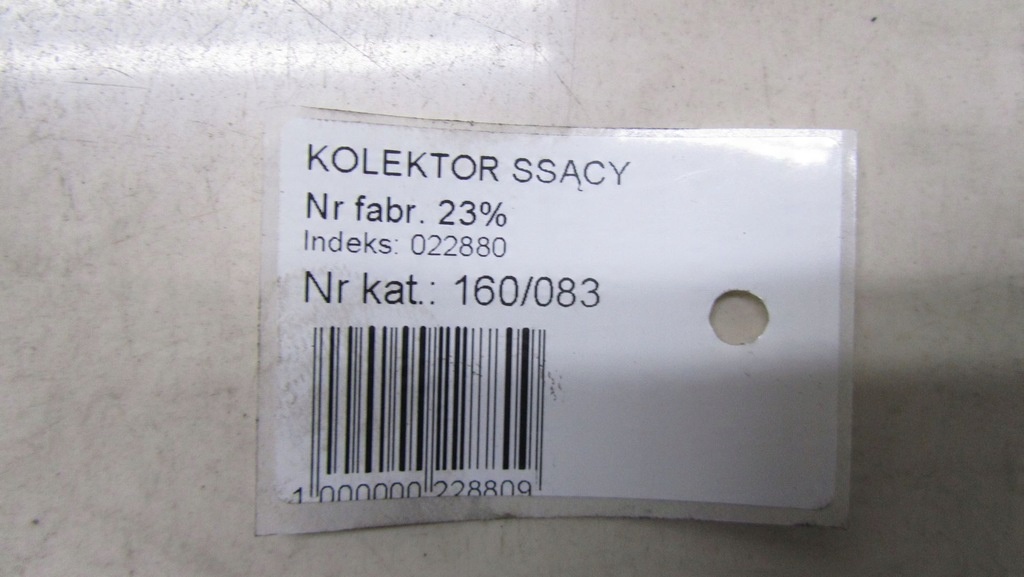 KOLEKTOR SSĄCY
Nr fabr. 23%
Indeks: 022880
Nr kat.: 160/083
1 000000 228809